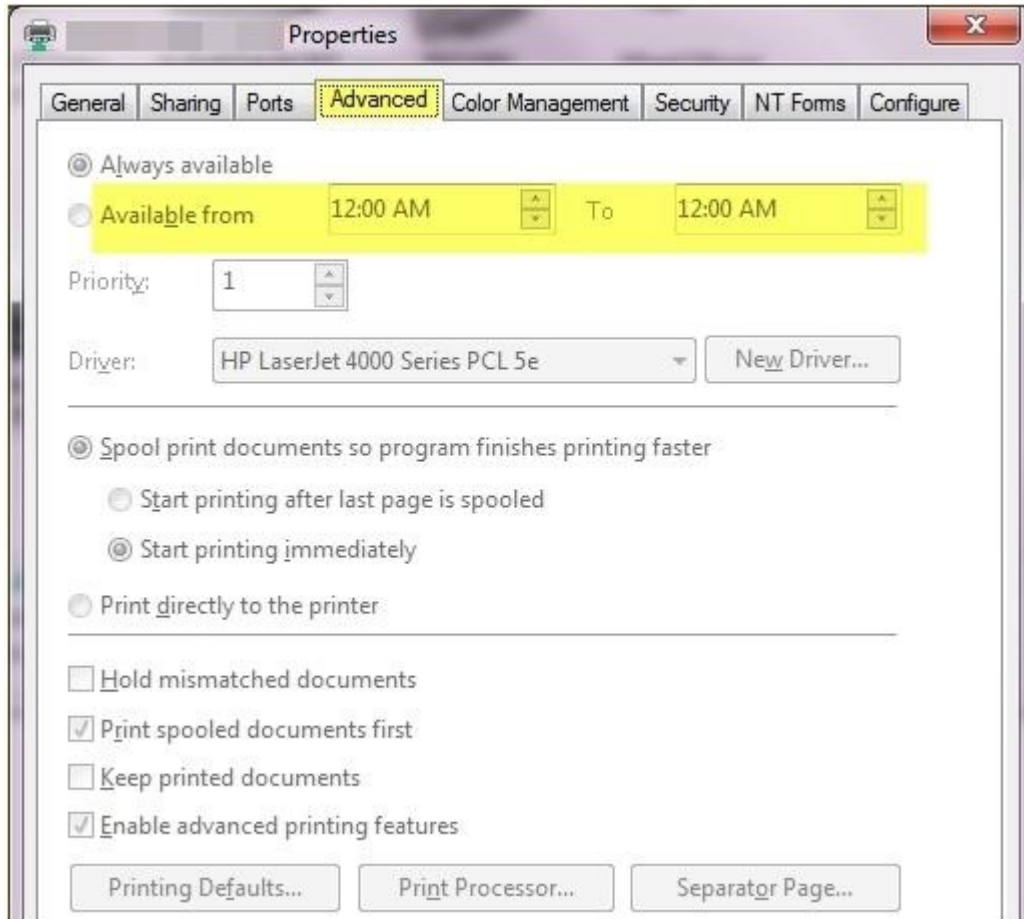 Properties
General Sharing Ports Advanced Color Management Security NT Forms Configure
Always available
Available from 12:00 AM To 12:00 AM
Priority: 1
Driver: HP LaserJet 4000 Series PCL 5e New Driver...
Spool print documents so program finishes printing faster
Start printing after last page is spooled
Start printing immediately
Print directly to the printer
Hold mismatched documents
Print spooled documents first
Keep printed documents
Enable advanced printing features
Printing Defaults... Print Processor... Separator Page...